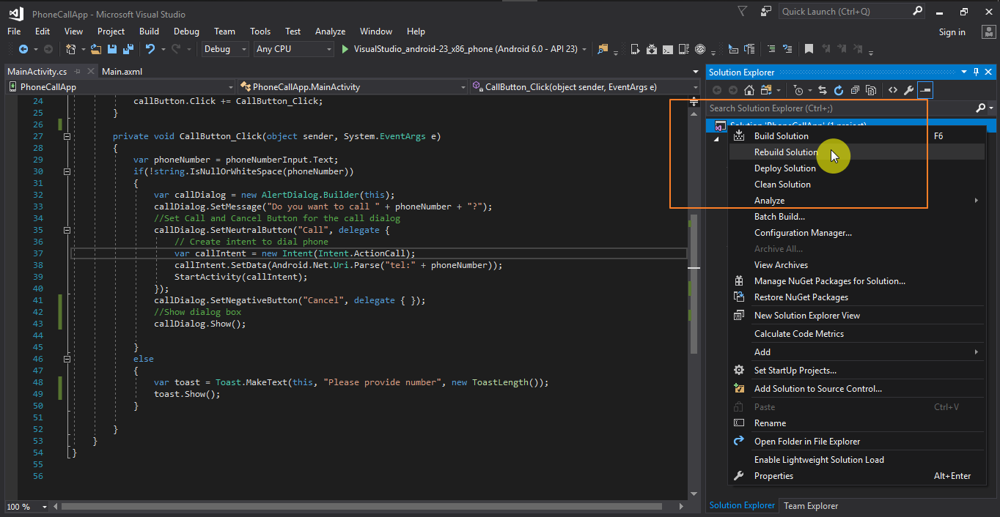 PhoneCallApp - Microsoft Visual Studio
Quick Launch (Ctrl+Q)
File Edit View Project Build Debug Team Tools Test Analyze Window Help
Sign in
Debug Any CPU VisualStudio_android-23_x86_phone (Android 6.0 - API 23)
MainActivity.cs Main.axml
PhoneCallApp PhoneCallApp.MainActivity CallButton_Click(object sender, EventArgs e)
24 callButton.Click += CallButton_Click;
25 }
26
27 private void CallButton_Click(object sender, System.EventArgs e)
28 {
29 var phoneNumber = phoneNumberInput.Text;
30 if(!string.IsNullOrWhiteSpace(phoneNumber))
31 {
32 var callDialog = new AlertDialog.Builder(this);
33 callDialog.SetMessage("Do you want to call " + phoneNumber + "?");
34 //Set Call and Cancel Button for the call dialog
35 callDialog.SetNeutralButton("Call", delegate {
36 // Create intent to dial phone
37 var callIntent = new Intent(Intent.ActionCall);
38 callIntent.SetData(Android.Net.Uri.Parse("tel:" + phoneNumber));
39 StartActivity(callIntent);
40 });
41 callDialog.SetNegativeButton("Cancel", delegate { });
42 //Show dialog box
43 callDialog.Show();
44
45 }
46 else
47 {
48 var toast = Toast.MakeText(this, "Please provide number", new ToastLength());
49 toast.Show();
50 }
51
52 }
53 }
54 }
55
56
100 %
Solution Explorer
Search Solution Explorer (Ctrl+;)
Solution 'PhoneCallApp' (1 project)
Build Solution F6
Rebuild Solution
Deploy Solution
Clean Solution
Analyze
Batch Build...
Configuration Manager...
Archive All...
View Archives
Manage NuGet Packages for Solution...
Restore NuGet Packages
New Solution Explorer View
Calculate Code Metrics
Add
Set StartUp Projects...
Add Solution to Source Control...
Paste Ctrl+V
Rename
Open Folder in File Explorer
Enable Lightweight Solution Load
Properties Alt+Enter
Solution Explorer Team Explorer